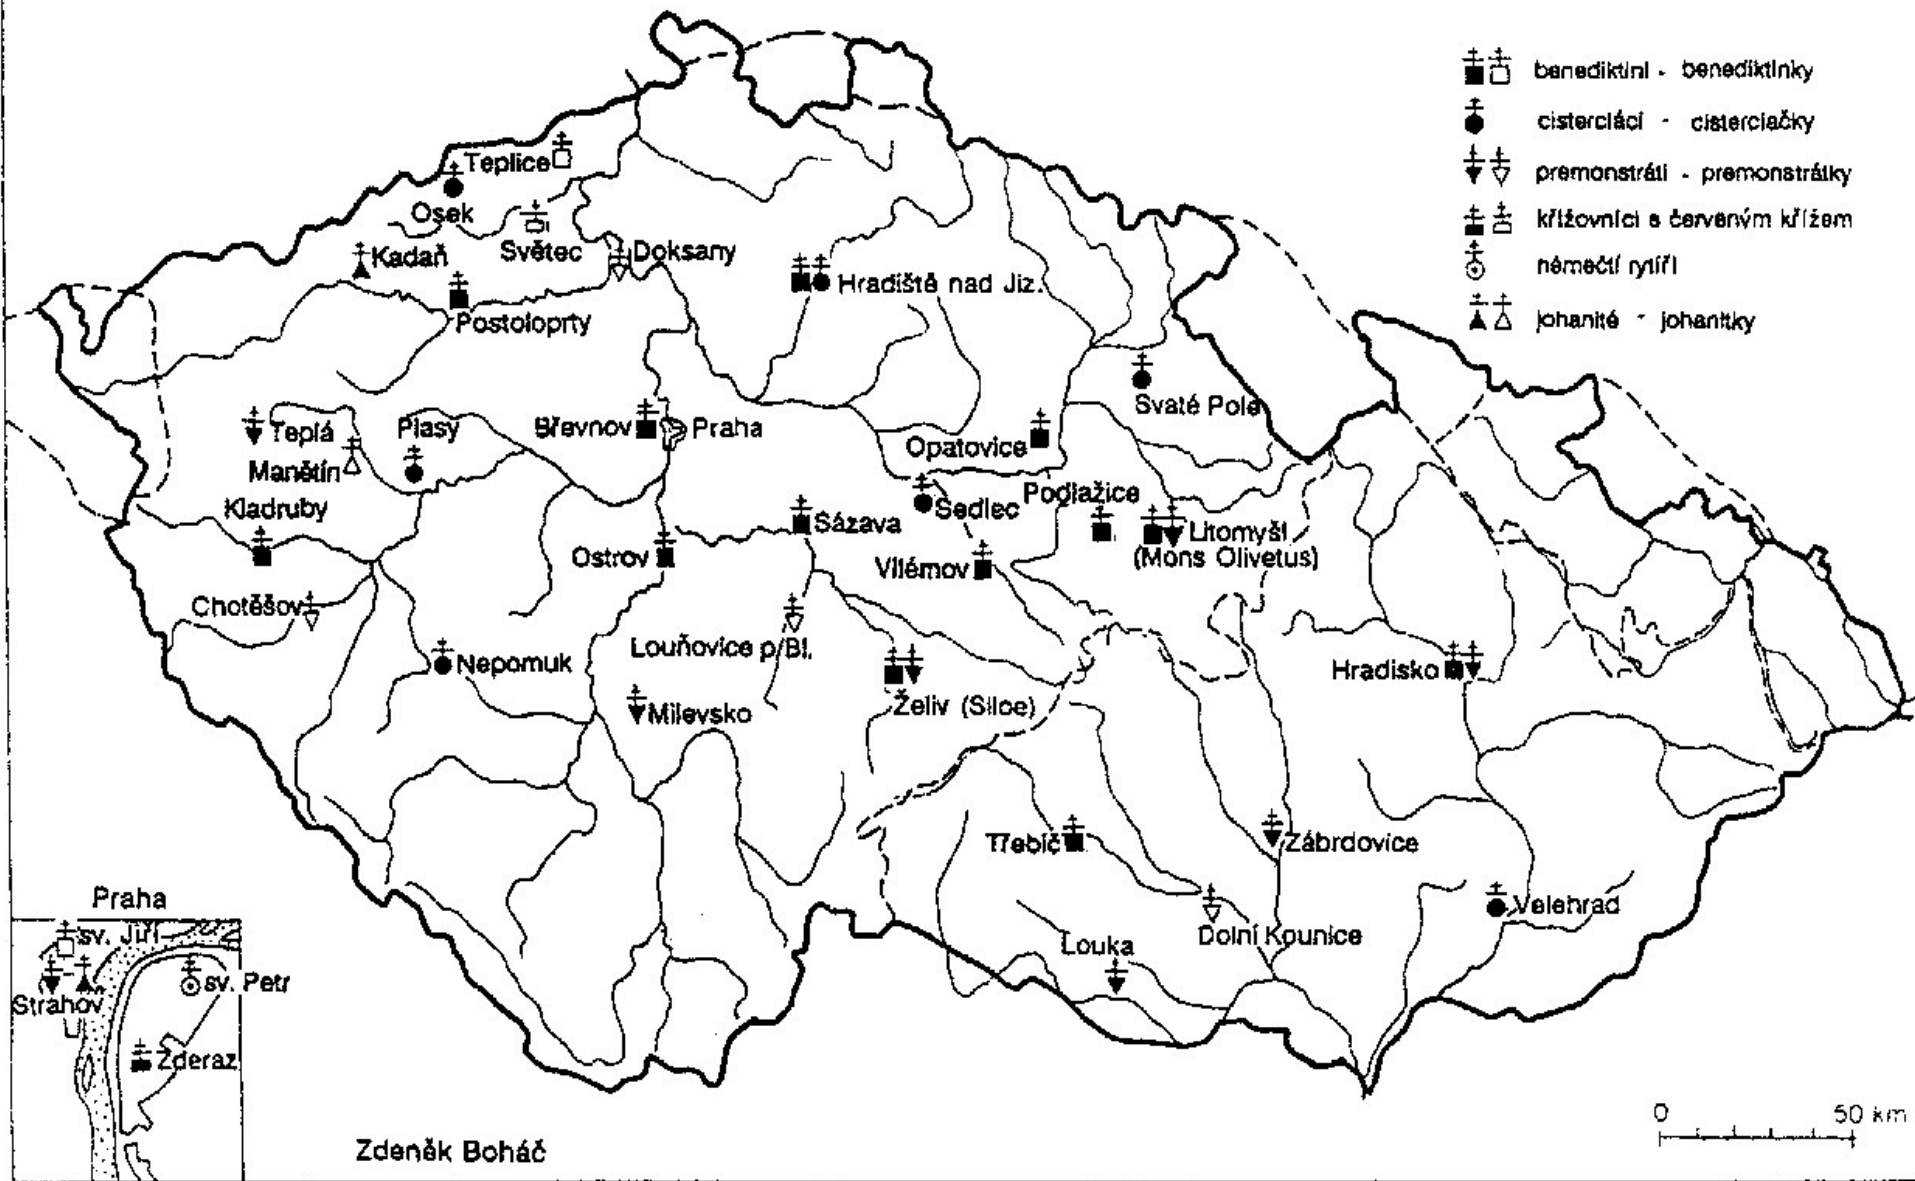 benediktini - benediktinky
cisterciáci - cisterciačky
premonstráti - premonstrátky
křižovníci s červeným křížem
němečtí rytíři
johanité - johanitky
Teplice
Osek
Světec
Kadaň
Doksany
Postoloprty
Hradiště nad Jiz.
Svaté Pole
Teplá
Plasy
Břevnov
Praha
Manětín
Opatovice
Kladruby
Sedlec
Podlažice
Sázava
Litomyšl
(Mons Olivetus)
Ostrov
Vilémov
Chotěšov
Louňovice p. Bl.
Nepomuk
Hradisko
Milevsko
Želiv (Siloe)
Třebíč
Zábrdovice
Velehrad
Dolní Kounice
Louka
Praha
sv. Jiří
sv. Petr
Strahov
Zderaz
0 50 km
Zdeněk Boháč